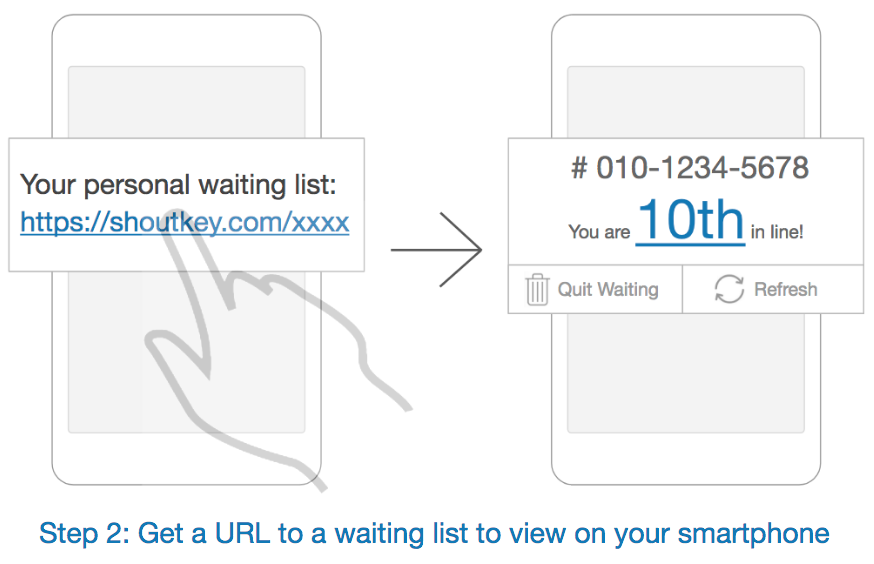 Your personal waiting list:
https://shoutkey.com/xxxx
# 010-1234-5678
You are 10th in line!
Quit Waiting
Refresh
Step 2: Get a URL to a waiting list to view on your smartphone